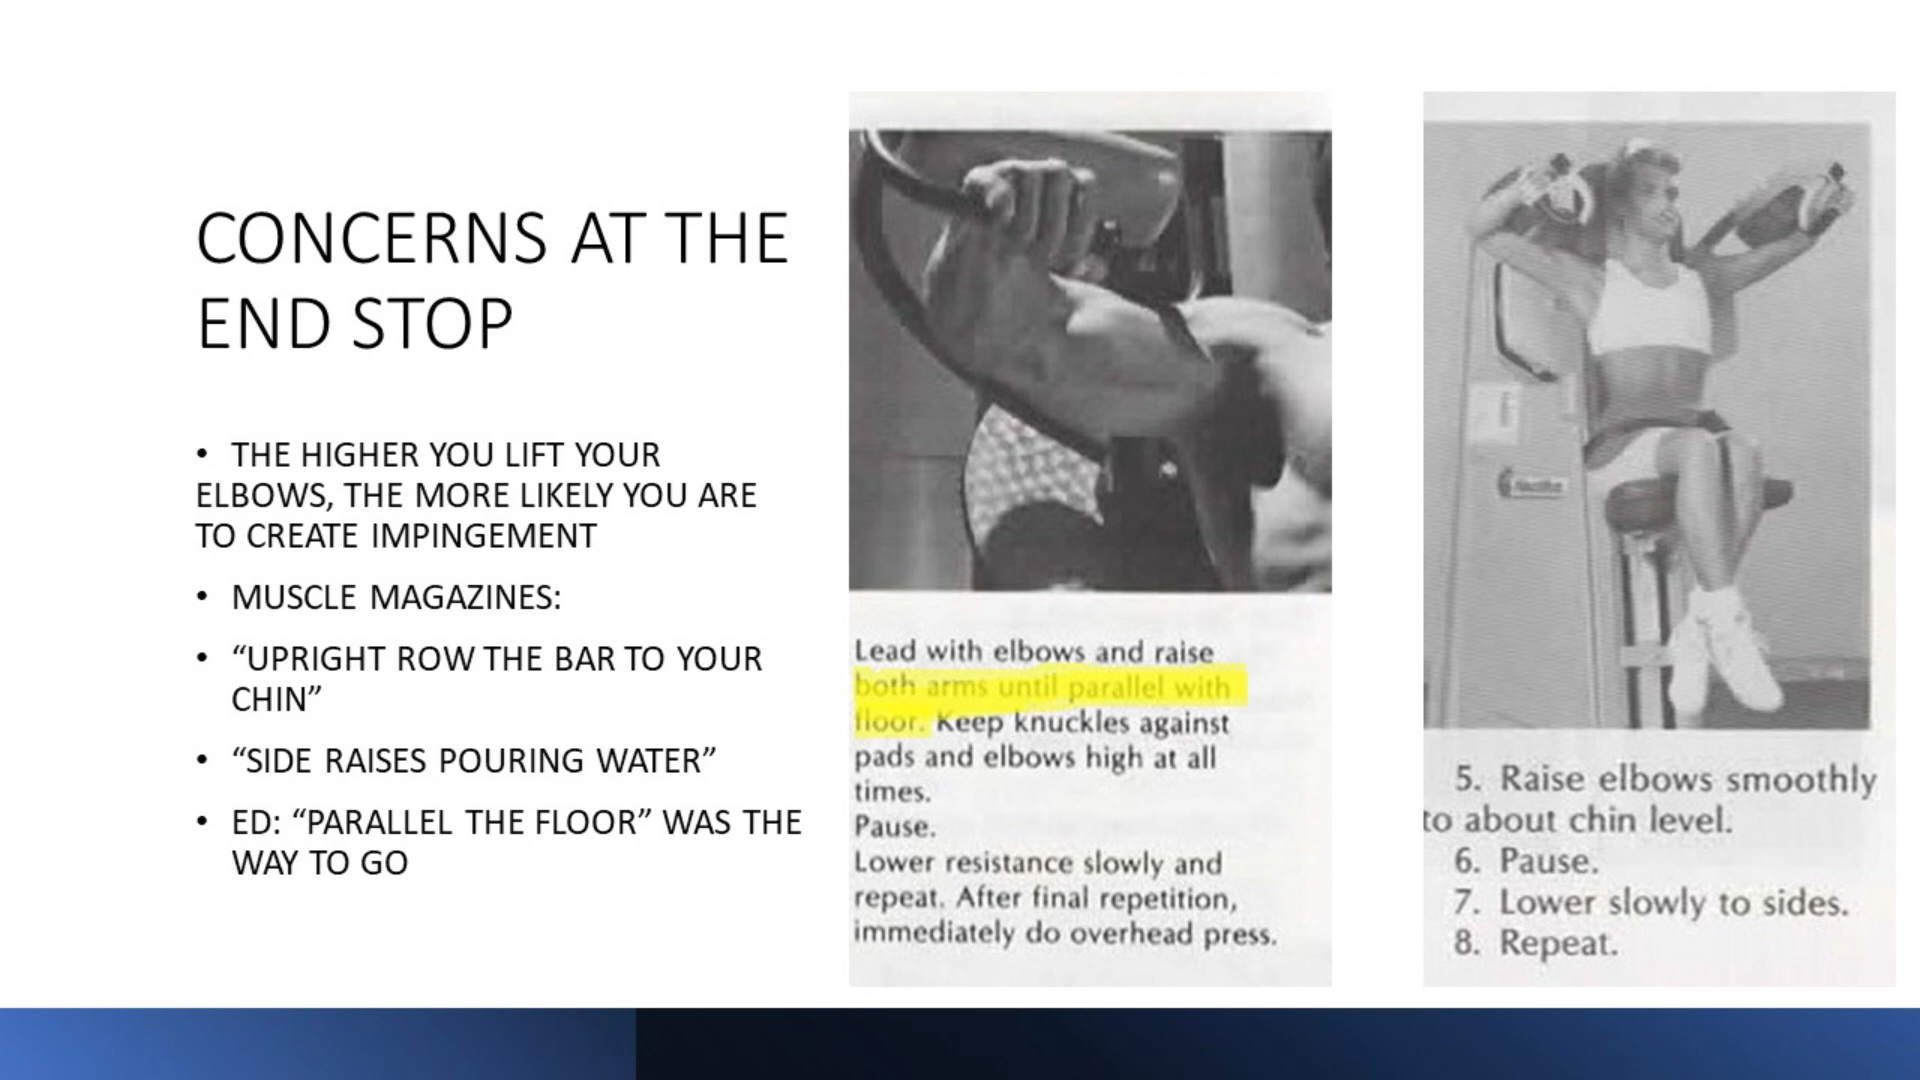 CONCERNS AT THE
END STOP
• THE HIGHER YOU LIFT YOUR
ELBOWS, THE MORE LIKELY YOU ARE
TO CREATE IMPINGEMENT
• MUSCLE MAGAZINES:
• “UPRIGHT ROW THE BAR TO YOUR
CHIN”
• “SIDE RAISES POURING WATER”
• ED: “PARALLEL THE FLOOR” WAS THE
WAY TO GO
Lead with elbows and raise
both arms until parallel with
floor. Keep knuckles against
pads and elbows high at all
times.
Pause.
Lower resistance slowly and
repeat. After final repetition,
immediately do overhead press.
5. Raise elbows smoothly
to about chin level.
6. Pause.
7. Lower slowly to sides.
8. Repeat.